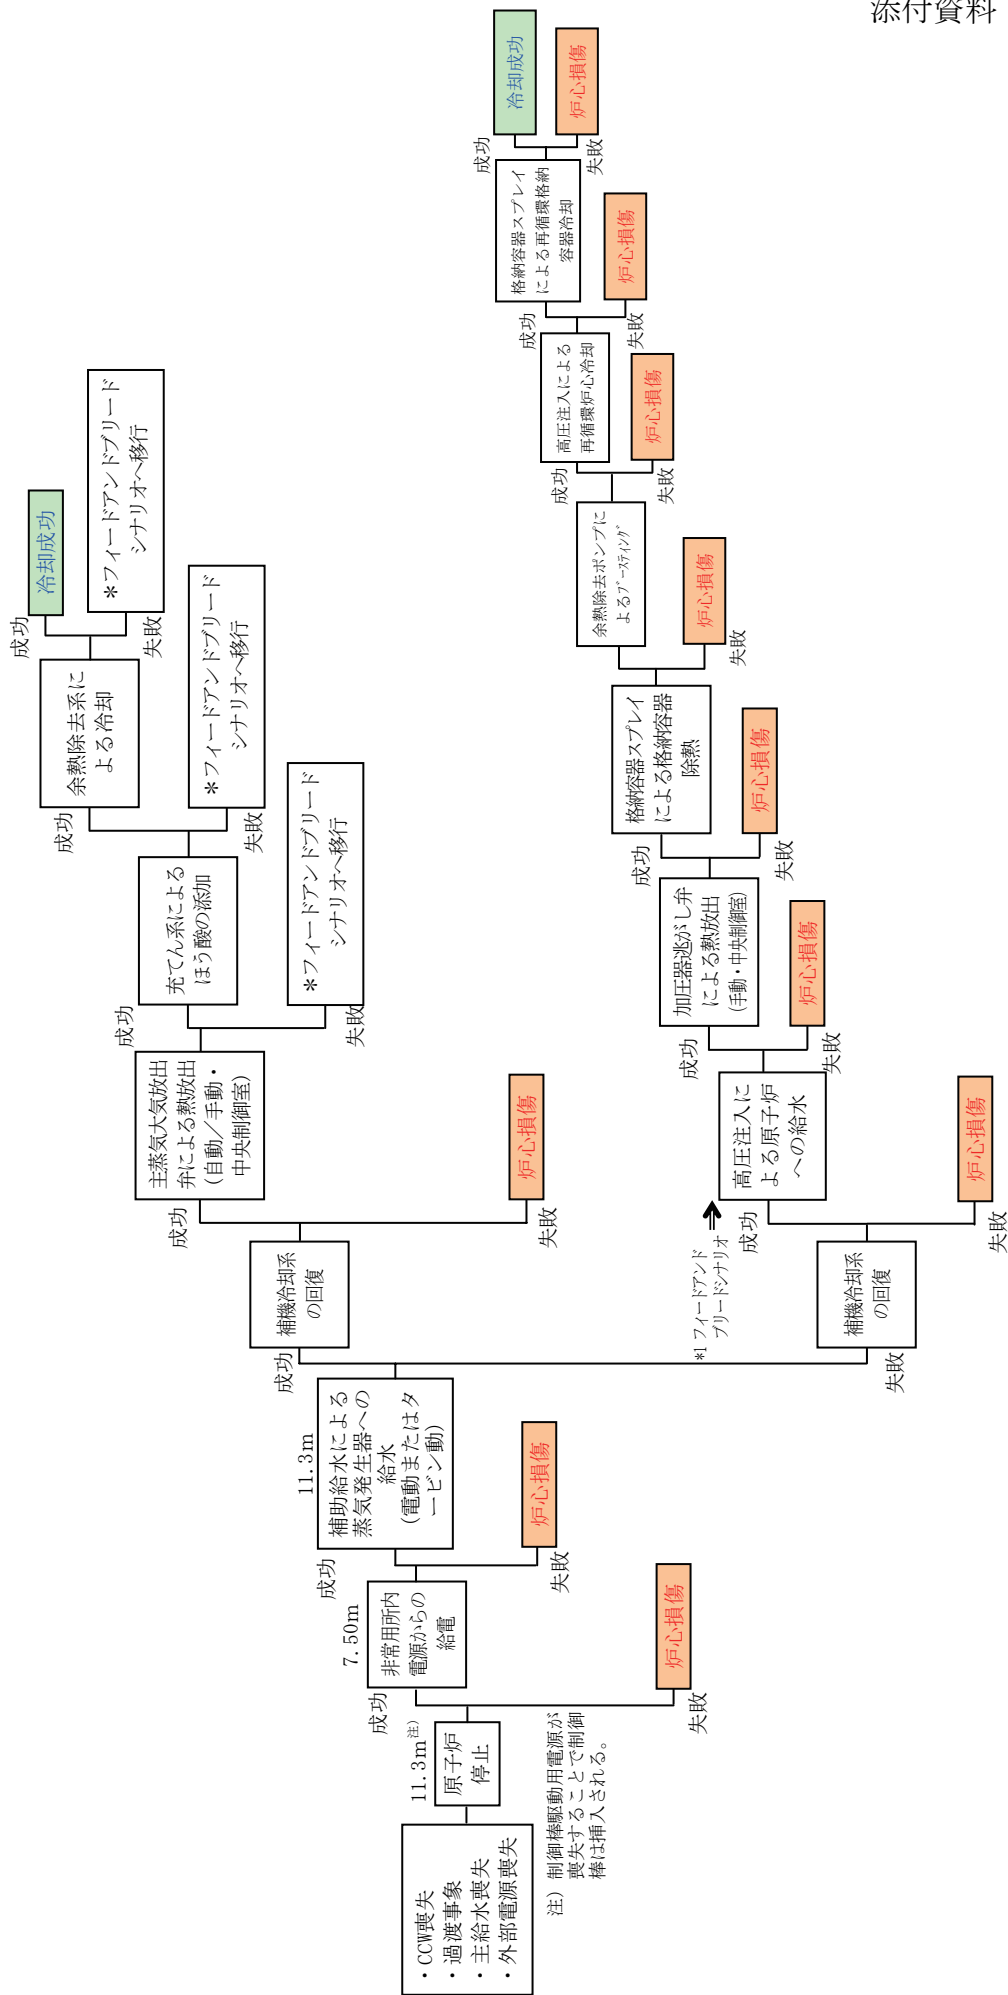 添付資料
・CCW喪失
・過渡事象
・主給水喪失
・外部電源喪失
11.3m注)
原子炉
停止
注) 制御棒駆動用電源が
喪失することで制御
棒は挿入される。
7.50m
成功
非常用所内
電源からの
給電
失敗
炉心損傷
11.3m
成功
補助給水による
蒸気発生器への
給水
(電動またはタ
ービン動)
失敗
炉心損傷
成功
補機冷却系
の回復
成功
主蒸気大気放出
弁による熱放出
(自動/手動・
中央制御室)
失敗
炉心損傷
成功
充てん系による
ほう酸の添加
失敗
*フィードアンドブリード
シナリオへ移行
成功
余熱除去系に
よる冷却
失敗
*フィードアンドブリード
シナリオへ移行
成功
冷却成功
失敗
*フィードアンドブリード
シナリオへ移行
失敗
補機冷却系
の回復
*1 フィードアンド
ブリードシナリオ
成功
高圧注入に
よる原子炉
への給水
失敗
炉心損傷
成功
加圧器逃がし弁
による熱放出
(手動・中央制御室)
失敗
炉心損傷
成功
格納容器スプレイ
による格納容器
除熱
失敗
炉心損傷
余熱除去ポンプに
よるブースティング
失敗
炉心損傷
成功
高圧注入による
再循環炉心冷却
失敗
炉心損傷
成功
格納容器スプレイ
による再循環格納
容器冷却
失敗
炉心損傷
成功
冷却成功
失敗
炉心損傷